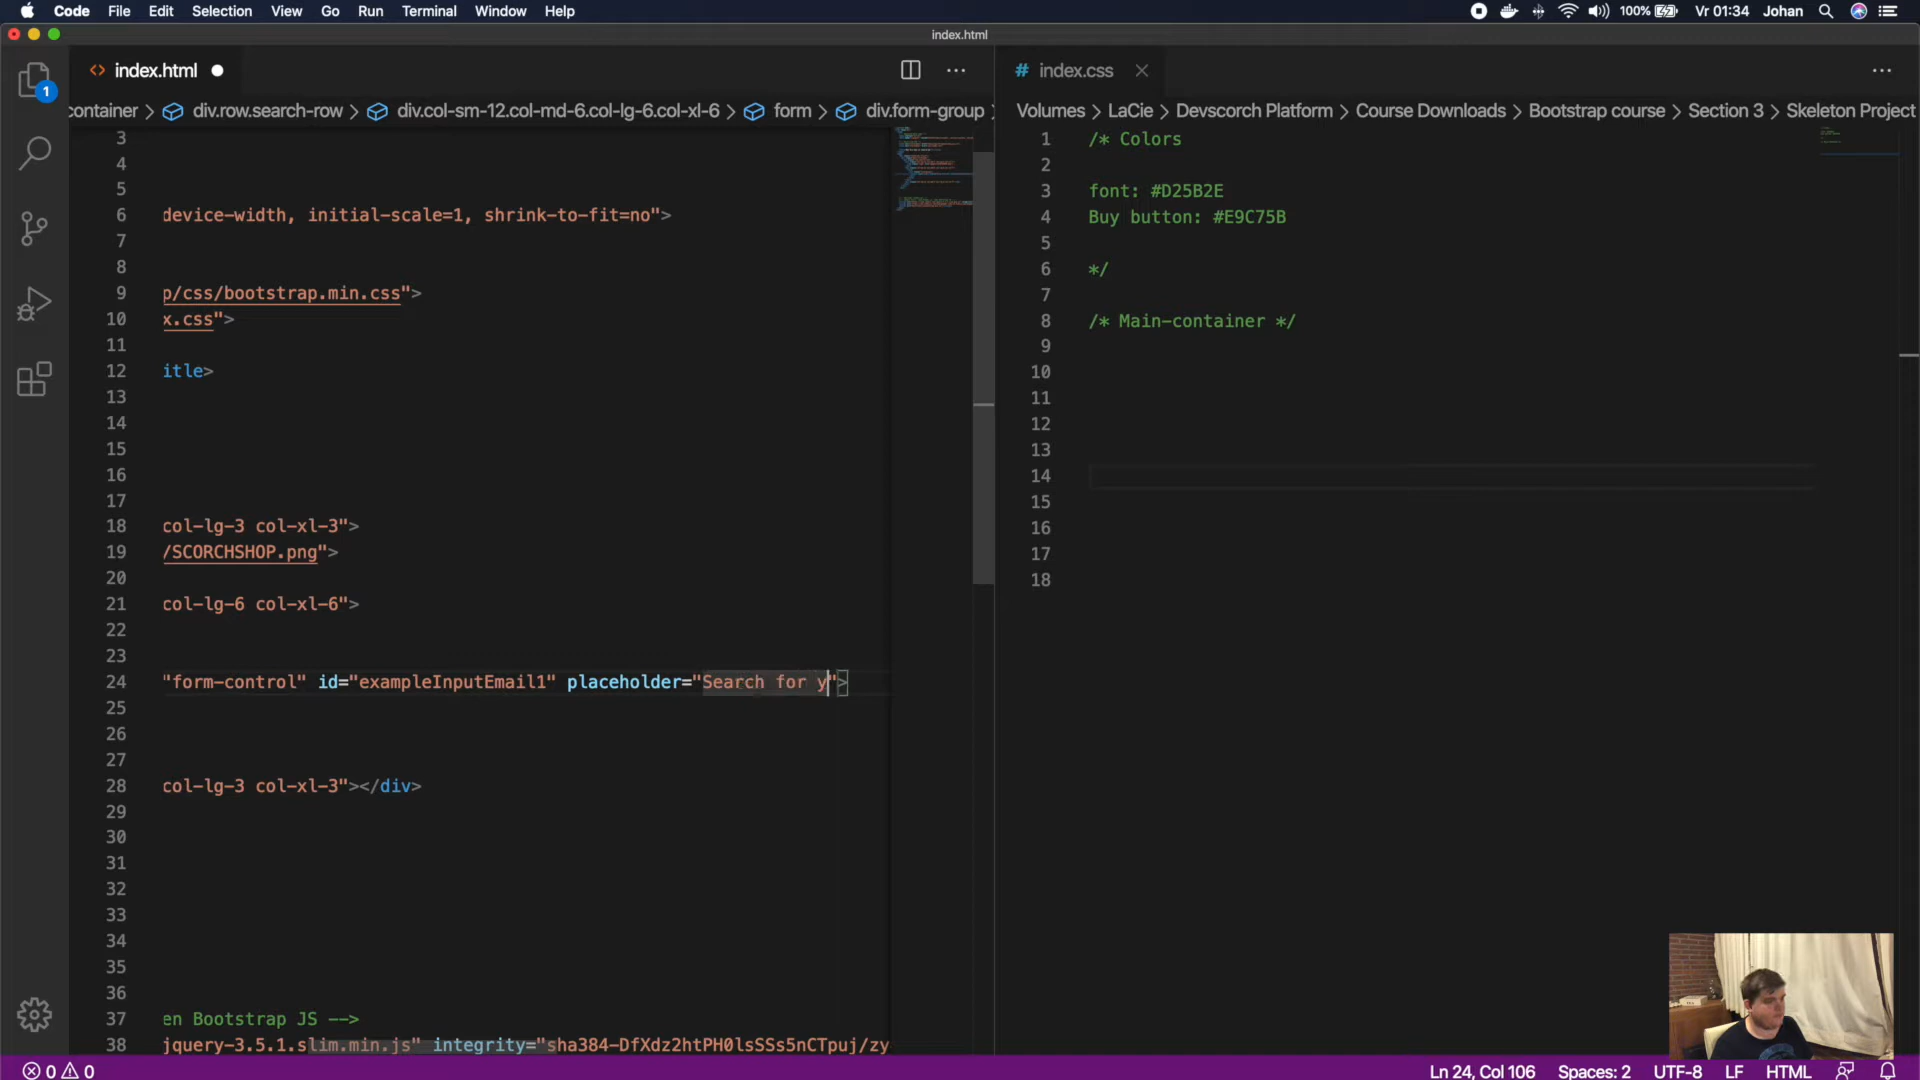 Code File Edit Selection View Go Run Terminal Window Help 100% Vr 01:34 Johan
index.html
1
index.html
container > div.row.search-row > div.col-sm-12.col-md-6.col-lg-6.col-xl-6 > form > div.form-group
3
4
5
6 device-width, initial-scale=1, shrink-to-fit=no">
7
8
9 p/css/bootstrap.min.css">
10 x.css">
11
12 itle>
13
14
15
16
17
18 col-lg-3 col-xl-3">
19 /SCORCHSHOP.png">
20
21 col-lg-6 col-xl-6">
22
23
24 "form-control" id="exampleInputEmail1" placeholder="Search for y">
25
26
27
28 col-lg-3 col-xl-3"></div>
29
30
31
32
33
34
35
36
37 en Bootstrap JS -->
38 jquery-3.5.1.slim.min.js" integrity="sha384-DfXdz2htPH0lsSSs5nCTpuj/zy
# index.css
Volumes > LaCie > Devscorch Platform > Course Downloads > Bootstrap course > Section 3 > Skeleton Project
1 /* Colors
2
3 font: #D25B2E
4 Buy button: #E9C75B
5
6 */
7
8 /* Main-container */
9
10
11
12
13
14
15
16
17
18
0 0 Ln 24, Col 106 Spaces: 2 UTF-8 LF HTML